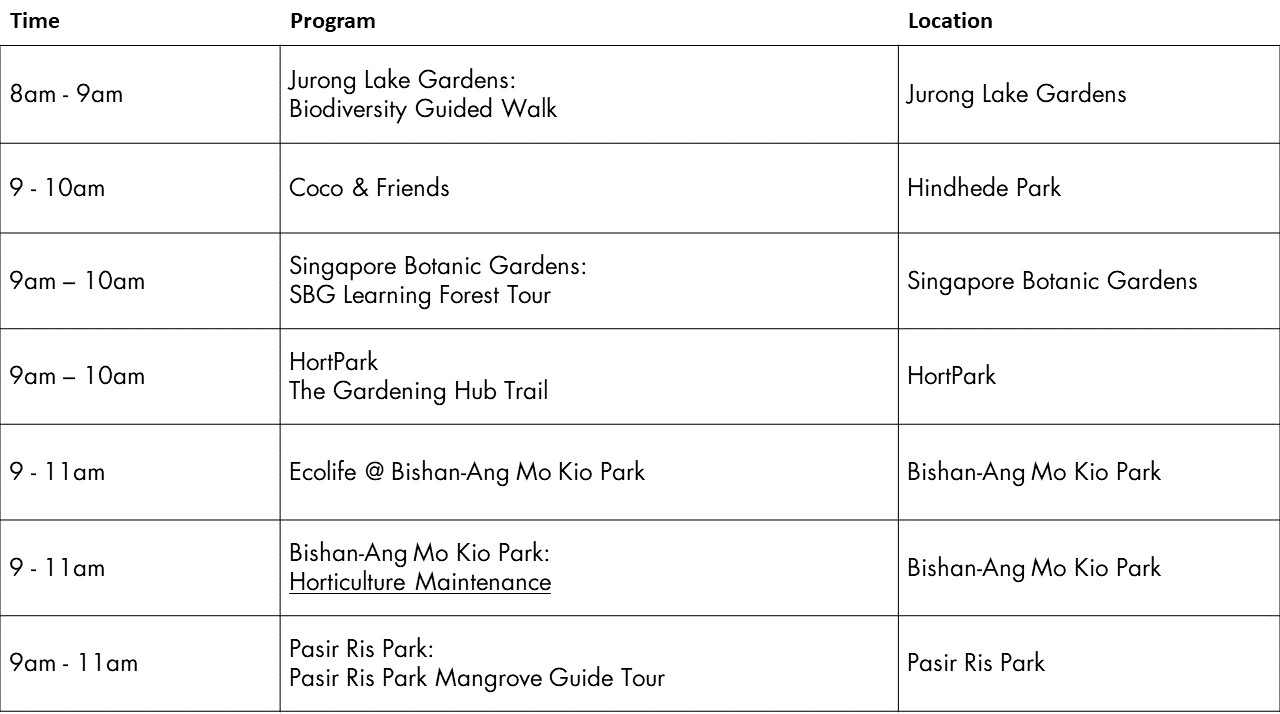 Time Program Location
8am - 9am Jurong Lake Gardens: Jurong Lake Gardens
Biodiversity Guided Walk
9 - 10am Coco & Friends Hindhede Park
9am – 10am Singapore Botanic Gardens: Singapore Botanic Gardens
SBG Learning Forest Tour
9am – 10am HortPark HortPark
The Gardening Hub Trail
9 - 11am Ecolife @ Bishan-Ang Mo Kio Park Bishan-Ang Mo Kio Park
9 - 11am Bishan-Ang Mo Kio Park: Bishan-Ang Mo Kio Park
Horticulture Maintenance
9am - 11am Pasir Ris Park: Pasir Ris Park
Pasir Ris Park Mangrove Guide Tour